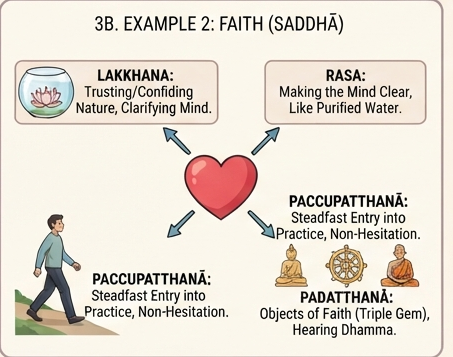 3B. EXAMPLE 2: FAITH (SADDHĀ)
LAKKHANA:
Trusting/Confiding
Nature, Clarifying Mind.
RASA:
Making the Mind Clear,
Like Purified Water.
PACCUPATTHANĀ:
Steadfast Entry into
Practice, Non-Hesitation.
PACCUPATTHANĀ:
Steadfast Entry into
Practice, Non-Hesitation.
PADATTHANĀ:
Objects of Faith (Triple Gem),
Hearing Dhamma.